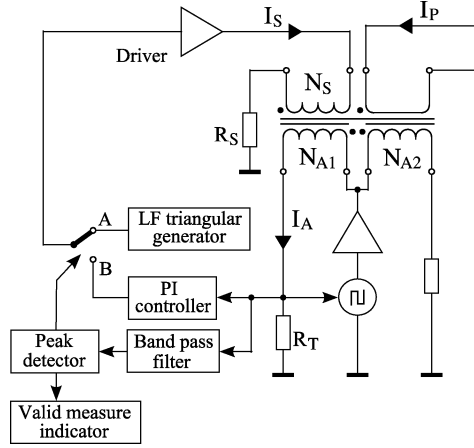 I_S
I_P
Driver
N_S
R_S
N_A1
N_A2
A
LF triangular
generator
I_A
B
PI
controller
R_T
Peak
detector
Band pass
filter
Valid measure
indicator